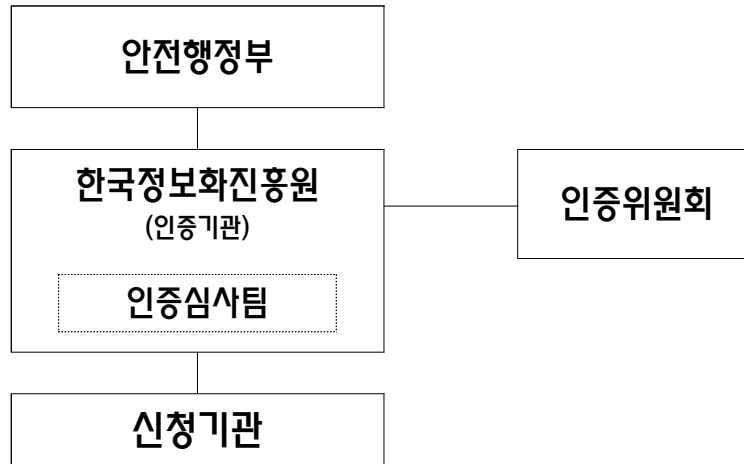 안전행정부
한국정보화진흥원
(인증기관)
인증위원회
인증심사팀
신청기관